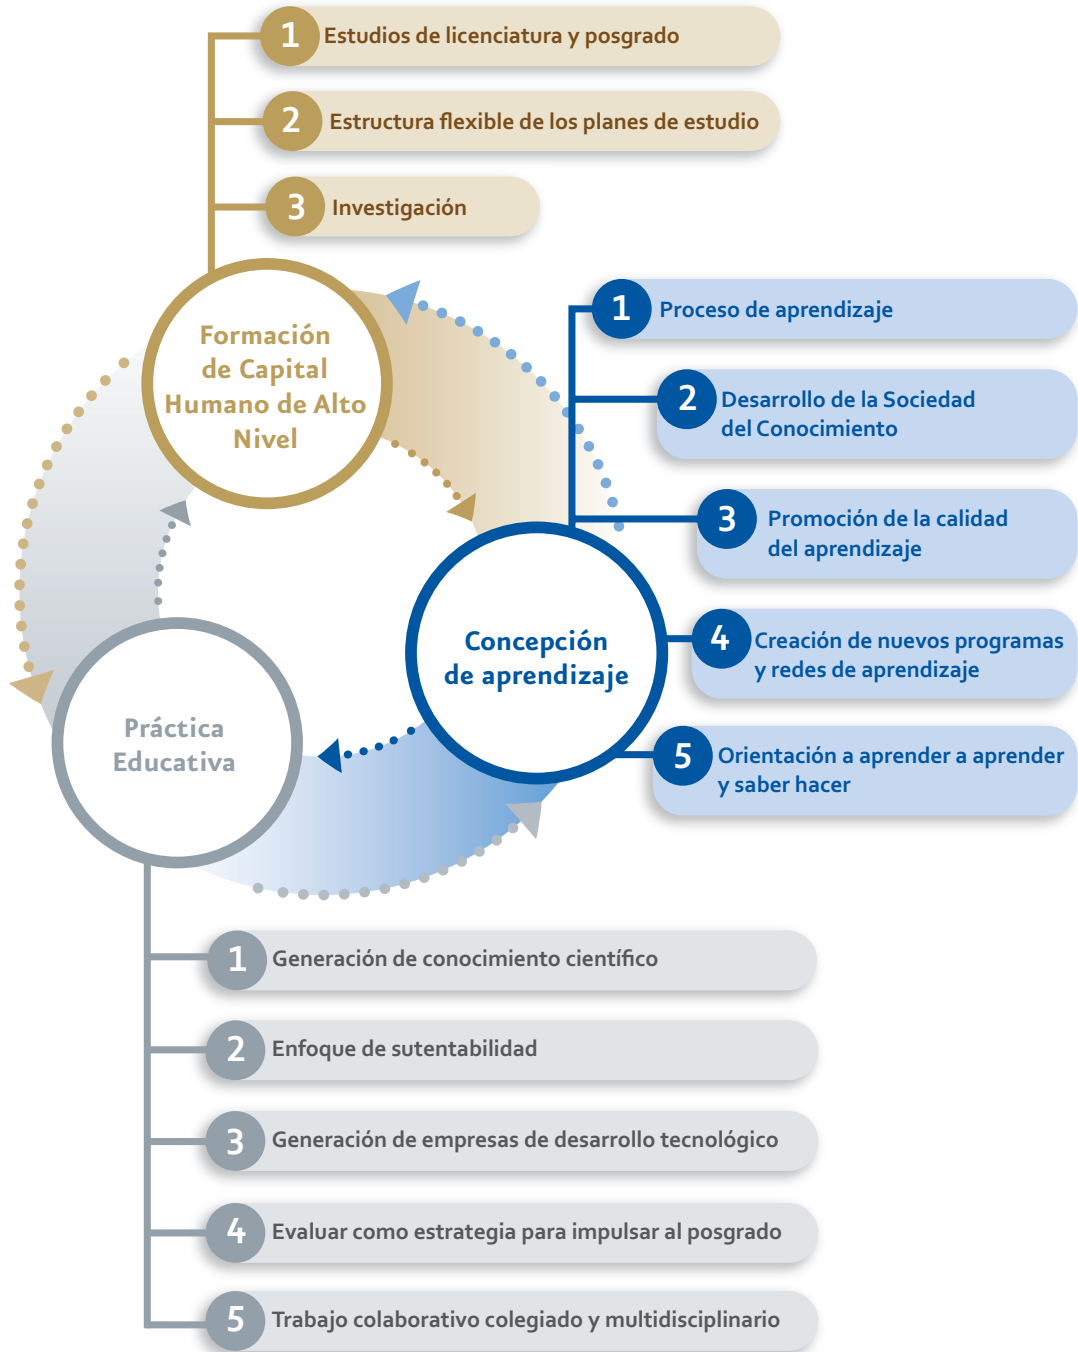 1 Estudios de licenciatura y posgrado
2 Estructura flexible de los planes de estudio
3 Investigación
Formación
de Capital
Humano de Alto
Nivel
1 Proceso de aprendizaje
2 Desarrollo de la Sociedad
del Conocimiento
3 Promoción de la calidad
del aprendizaje
4 Creación de nuevos programas
y redes de aprendizaje
5 Orientación a aprender a aprender
y saber hacer
Concepción
de aprendizaje
Práctica
Educativa
1 Generación de conocimiento científico
2 Enfoque de sutentabilidad
3 Generación de empresas de desarrollo tecnológico
4 Evaluar como estrategia para impulsar al posgrado
5 Trabajo colaborativo colegiado y multidisciplinario